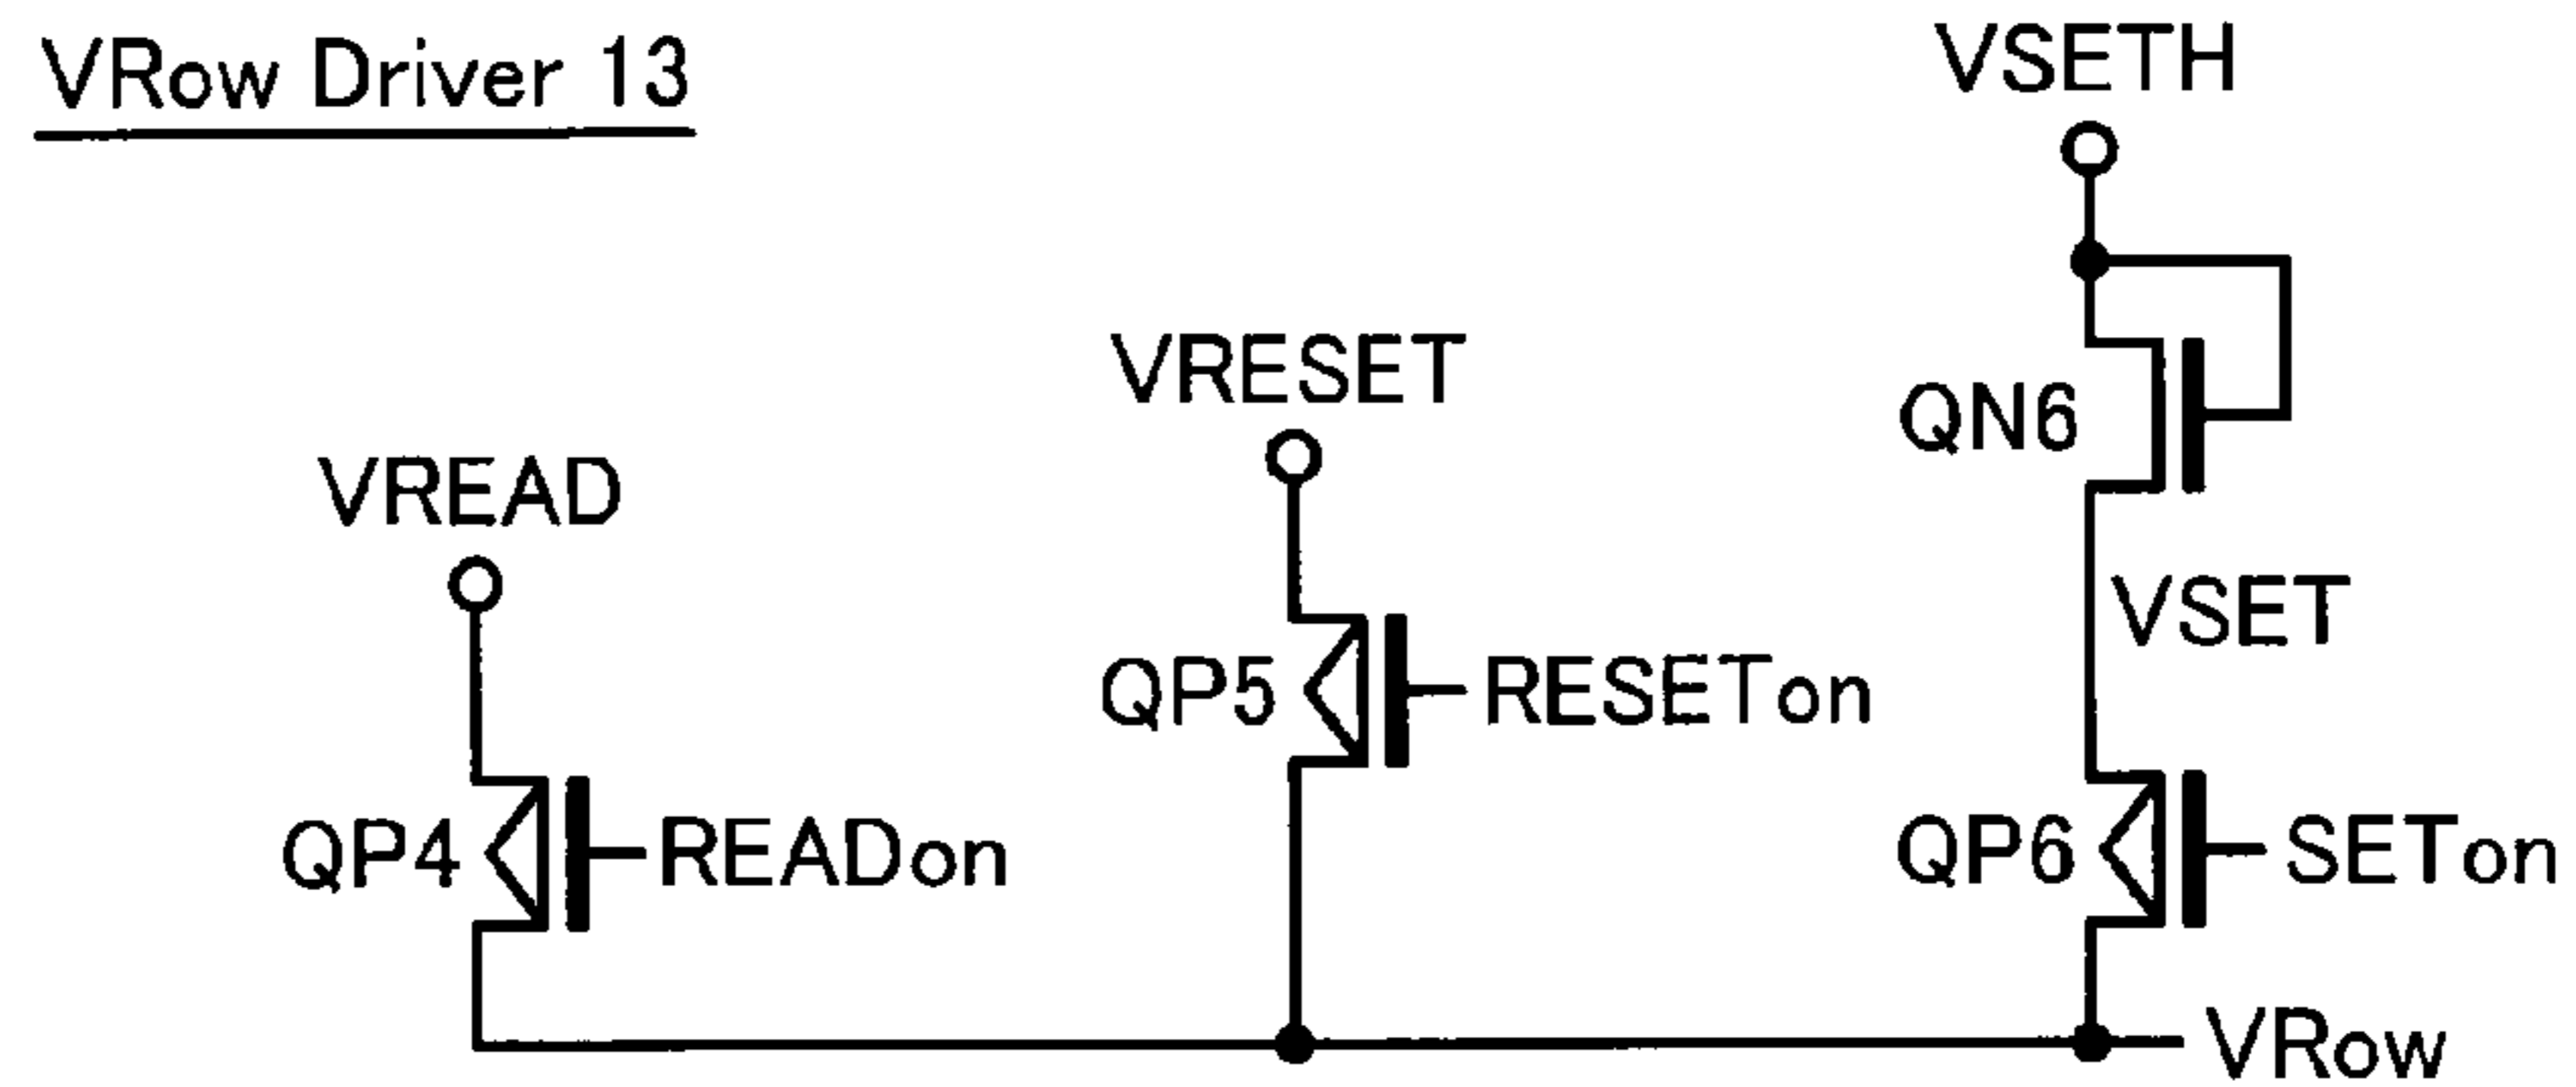 VRow Driver 13
VSETH
VRESET
QN6
VREAD
VSET
QP5
RESETon
QP4
READon
QP6
SETon
VRow